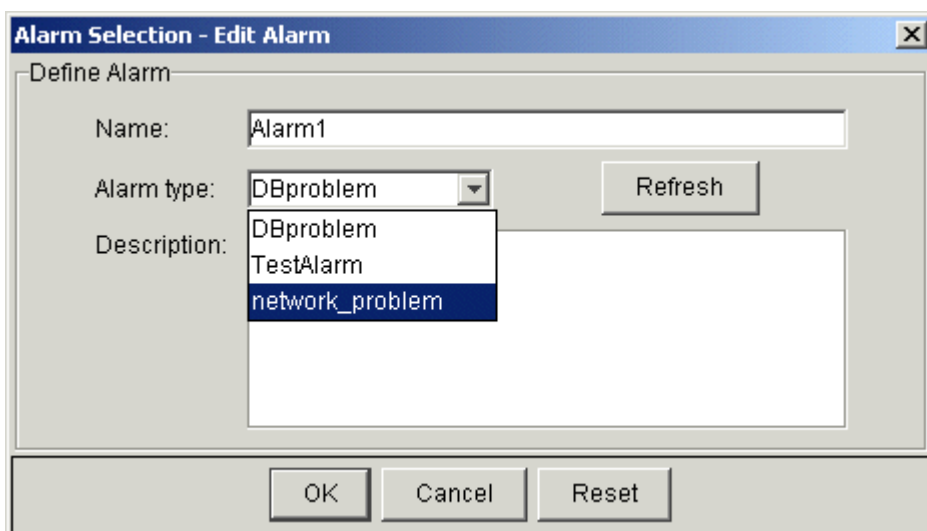 Alarm Selection - Edit Alarm
Define Alarm
Name: Alarm1
Alarm type: DBproblem Refresh
DBproblem
Description:
TestAlarm
network_problem
OK Cancel Reset